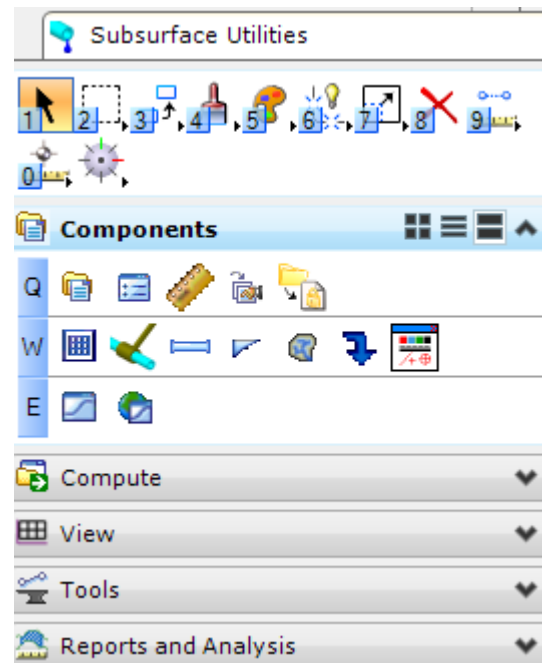 Subsurface Utilities
1 2 3 4 5 6 7 8 9
0
Components
Q
W
E
Compute
View
Tools
Reports and Analysis